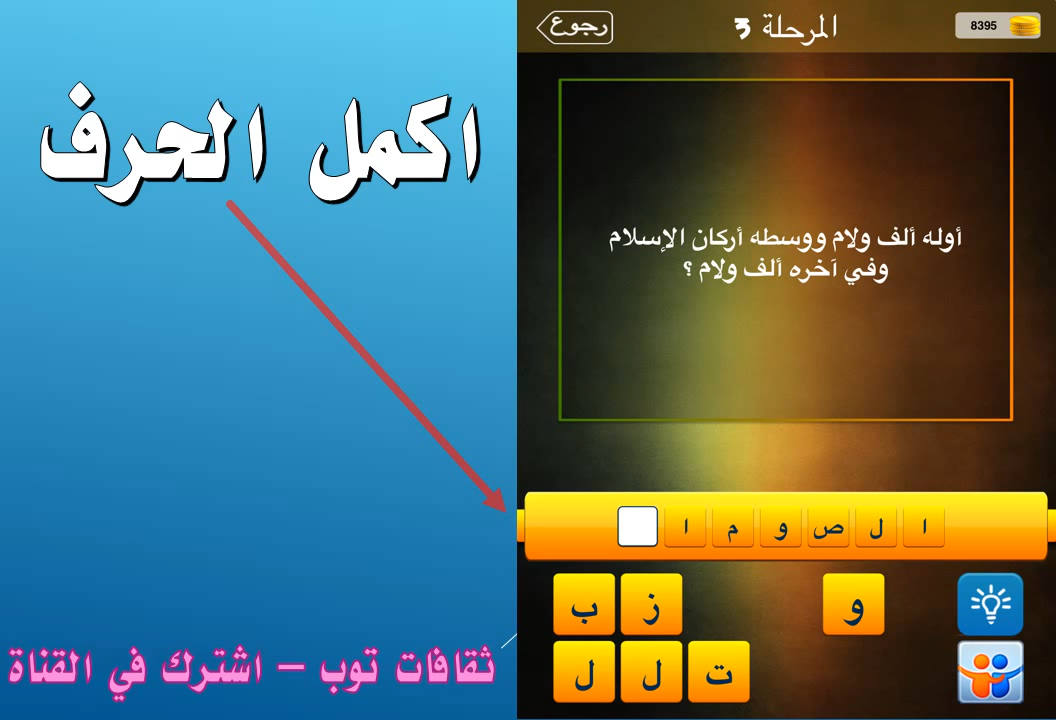 اكمل الحرف
ثقافات توب – اشترك في القناة
رجوع
المرحلة 3
8395
أوله ألف ولام ووسطه أركان الإسلام
وفي آخره ألف ولام ؟
ا ل ص و م ا
ب ز و
ل ل ت